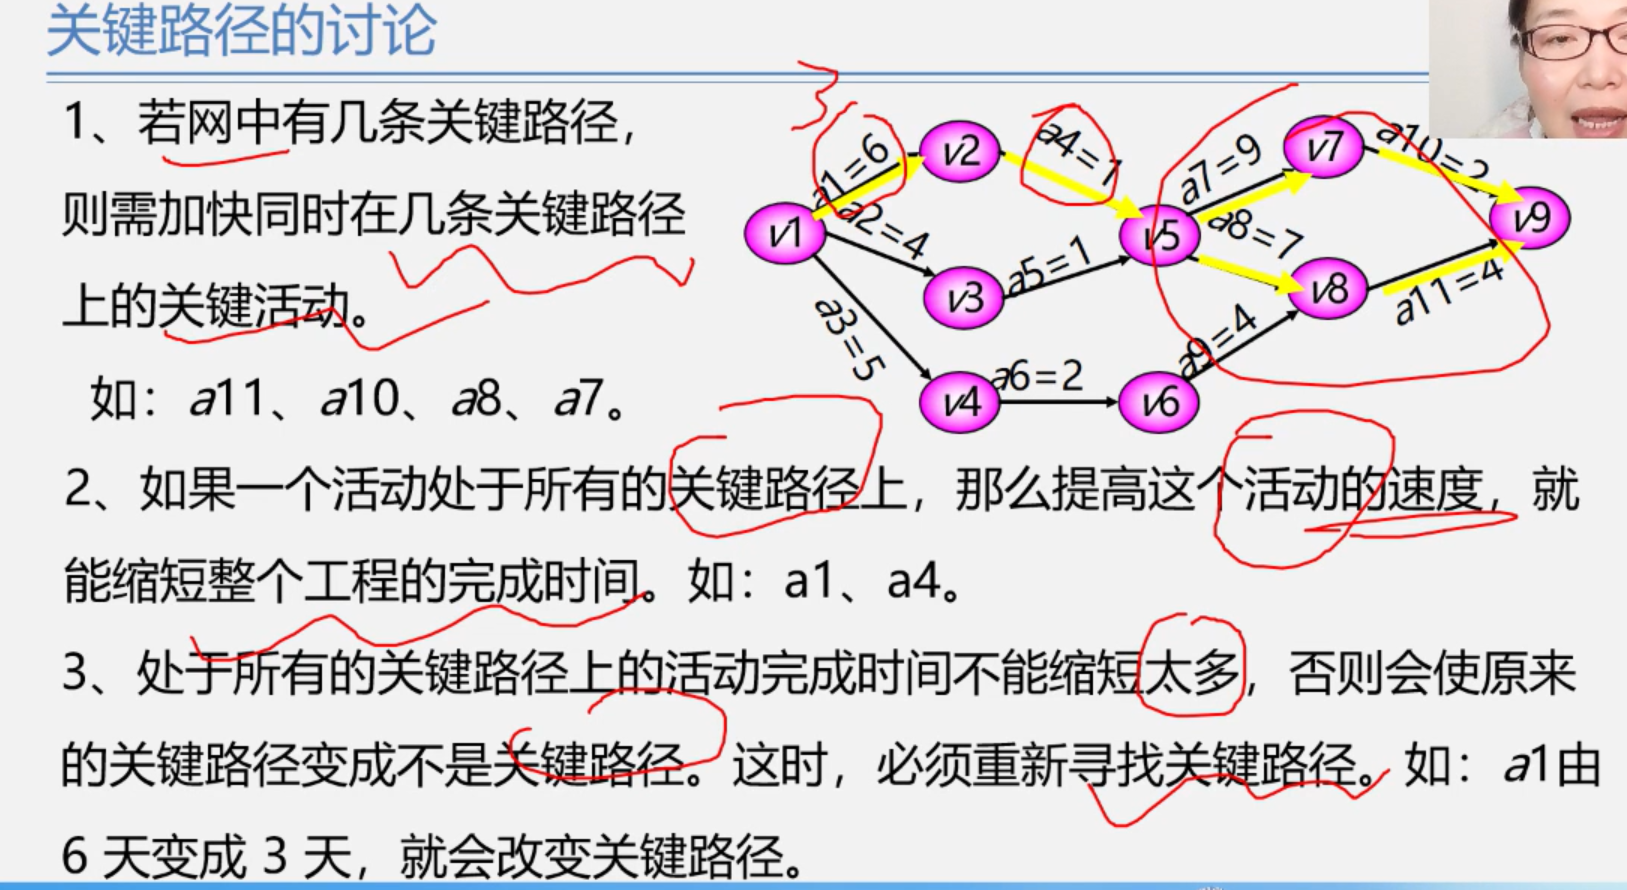 关键路径的讨论
1、若网中有几条关键路径，
则需加快同时在几条关键路径
上的关键活动。
如：a11、a10、a8、a7。
2、如果一个活动处于所有的关键路径上，那么提高这个活动的速度，就
能缩短整个工程的完成时间。如：a1、a4。
3、处于所有的关键路径上的活动完成时间不能缩短太多，否则会使原来
的关键路径变成不是关键路径。这时，必须重新寻找关键路径。如：a1由
6 天变成 3 天，就会改变关键路径。
3
v1
v2
v3
v4
v5
v6
v7
v8
v9
a1=6
a2=4
a3=5
a4=1
a5=1
a6=2
a7=9
a8=7
a9=4
a10=2
a11=4